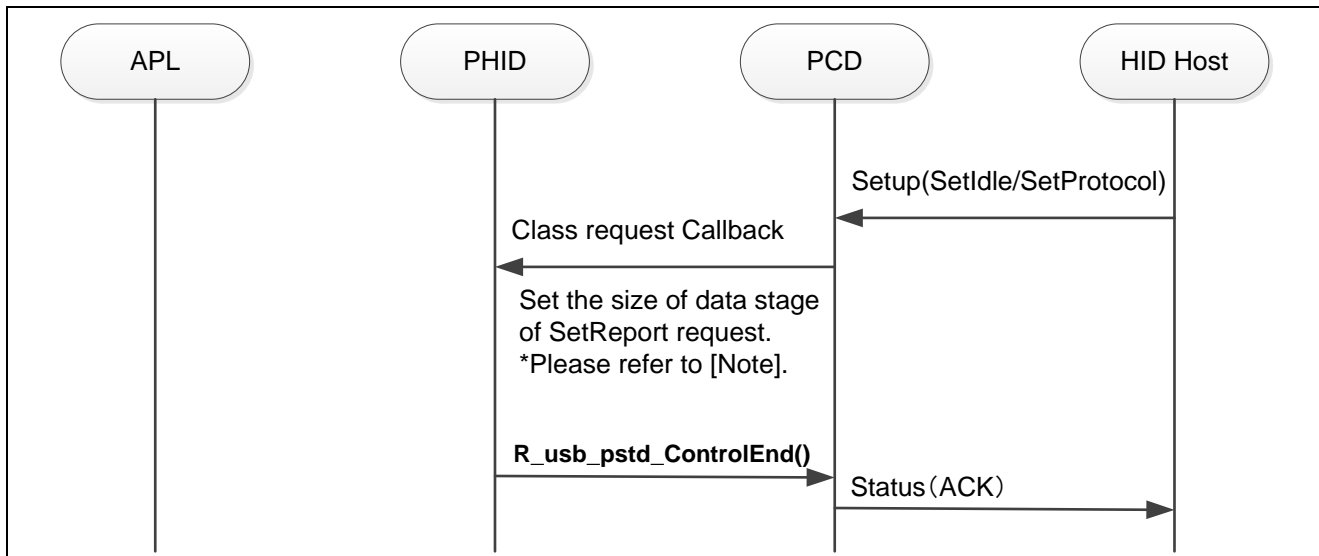 APL
PHID
PCD
HID Host
Setup(SetIdle/SetProtocol)
Class request Callback
Set the size of data stage
of SetReport request.
*Please refer to [Note].
R_usb_pstd_ControlEnd()
Status（ACK）